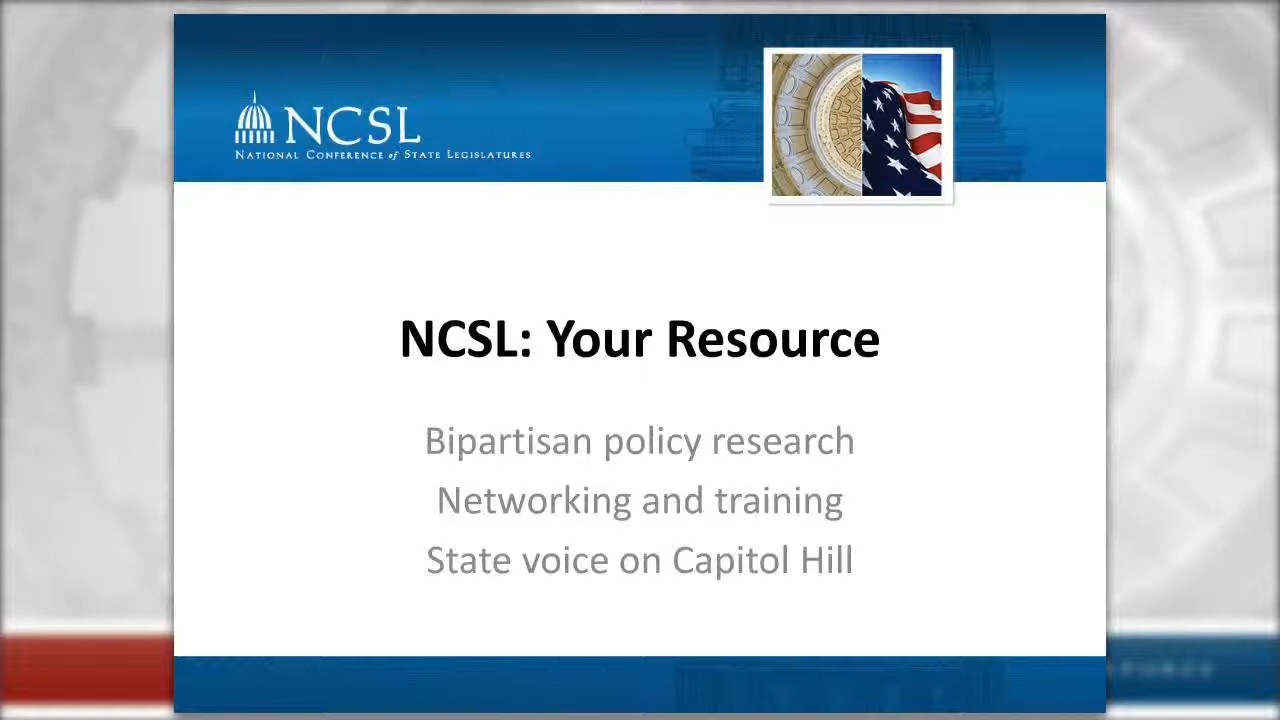 NCSL
NATIONAL CONFERENCE of STATE LEGISLATURES
NCSL: Your Resource
Bipartisan policy research
Networking and training
State voice on Capitol Hill